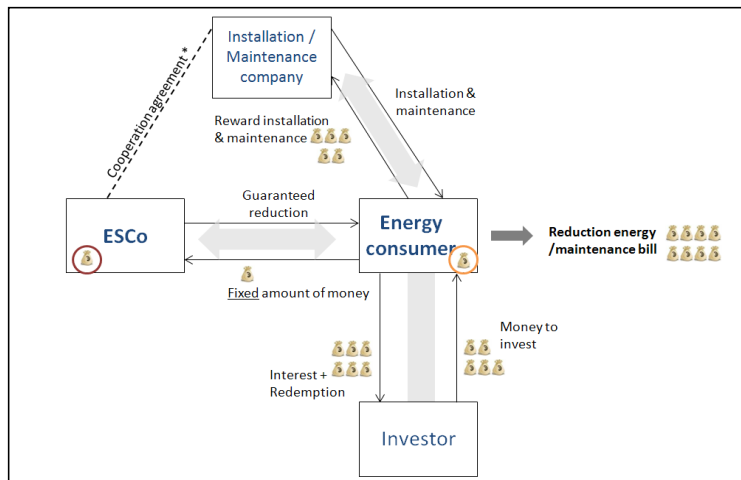 Installation /
Maintenance
company
Cooperation agreement *
Installation &
maintenance
Reward installation
& maintenance
Guaranteed
reduction
ESCo
Energy
consumer
Reduction energy
/maintenance bill
Fixed amount of money
Money to
invest
Interest +
Redemption
Investor